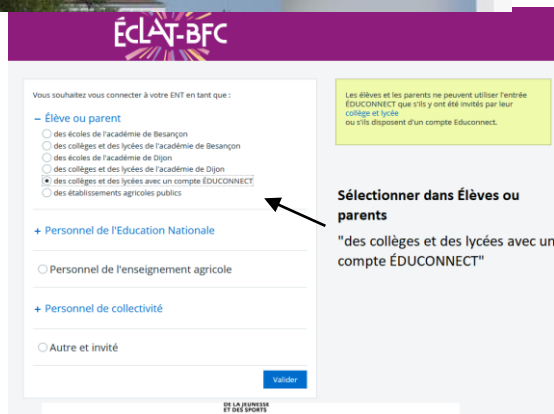 ÉCLAT-BFC
Vous souhaitez vous connecter à votre ENT en tant que :
– Élève ou parent
des écoles de l'académie de Besançon
des collèges et des lycées de l'académie de Besançon
des écoles de l'académie de Dijon
des collèges et des lycées de l'académie de Dijon
des collèges et des lycées avec un compte ÉDUCONNECT
des établissements agricoles publics
+ Personnel de l'Education Nationale
Personnel de l'enseignement agricole
+ Personnel de collectivité
Autre et invité
Valider
Les élèves et les parents ne peuvent utiliser l'entrée
ÉDUCONNECT que s'ils y ont été invités par leur
collège et lycée
ou s'ils disposent d'un compte Educonnect.
Sélectionner dans Élèves ou
parents
"des collèges et des lycées avec un
compte ÉDUCONNECT"
DE LA JEUNESSE
ET DES SPORTS